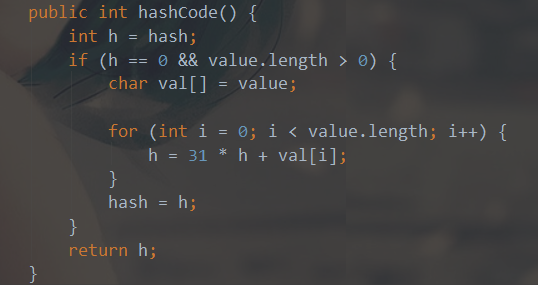 public int hashCode() {
int h = hash;
if (h == 0 && value.length > 0) {
char val[] = value;
for (int i = 0; i < value.length; i++) {
h = 31 * h + val[i];
}
hash = h;
}
return h;
}